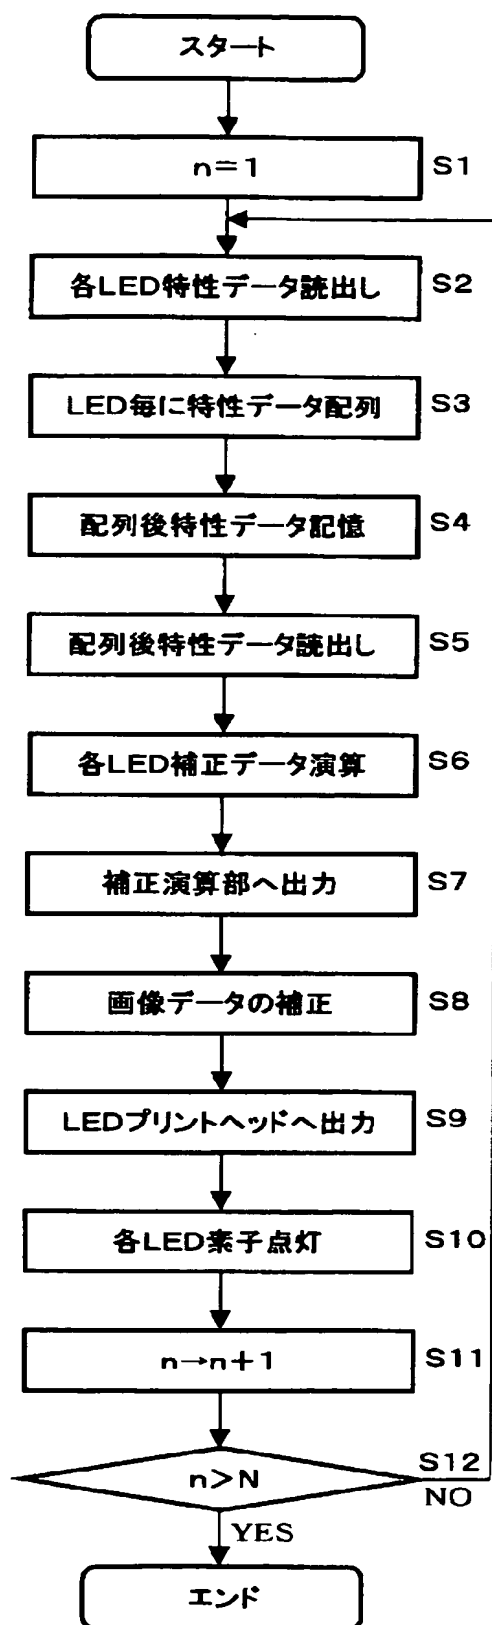 スタート
n=1 S1
各LED特性データ読出し S2
LED毎に特性データ配列 S3
配列後特性データ記憶 S4
配列後特性データ読出し S5
各LED補正データ演算 S6
補正演算部へ出力 S7
画像データの補正 S8
LEDプリントヘッドへ出力 S9
各LED素子点灯 S10
n→n+1 S11
n>N S12
NO
YES
エンド